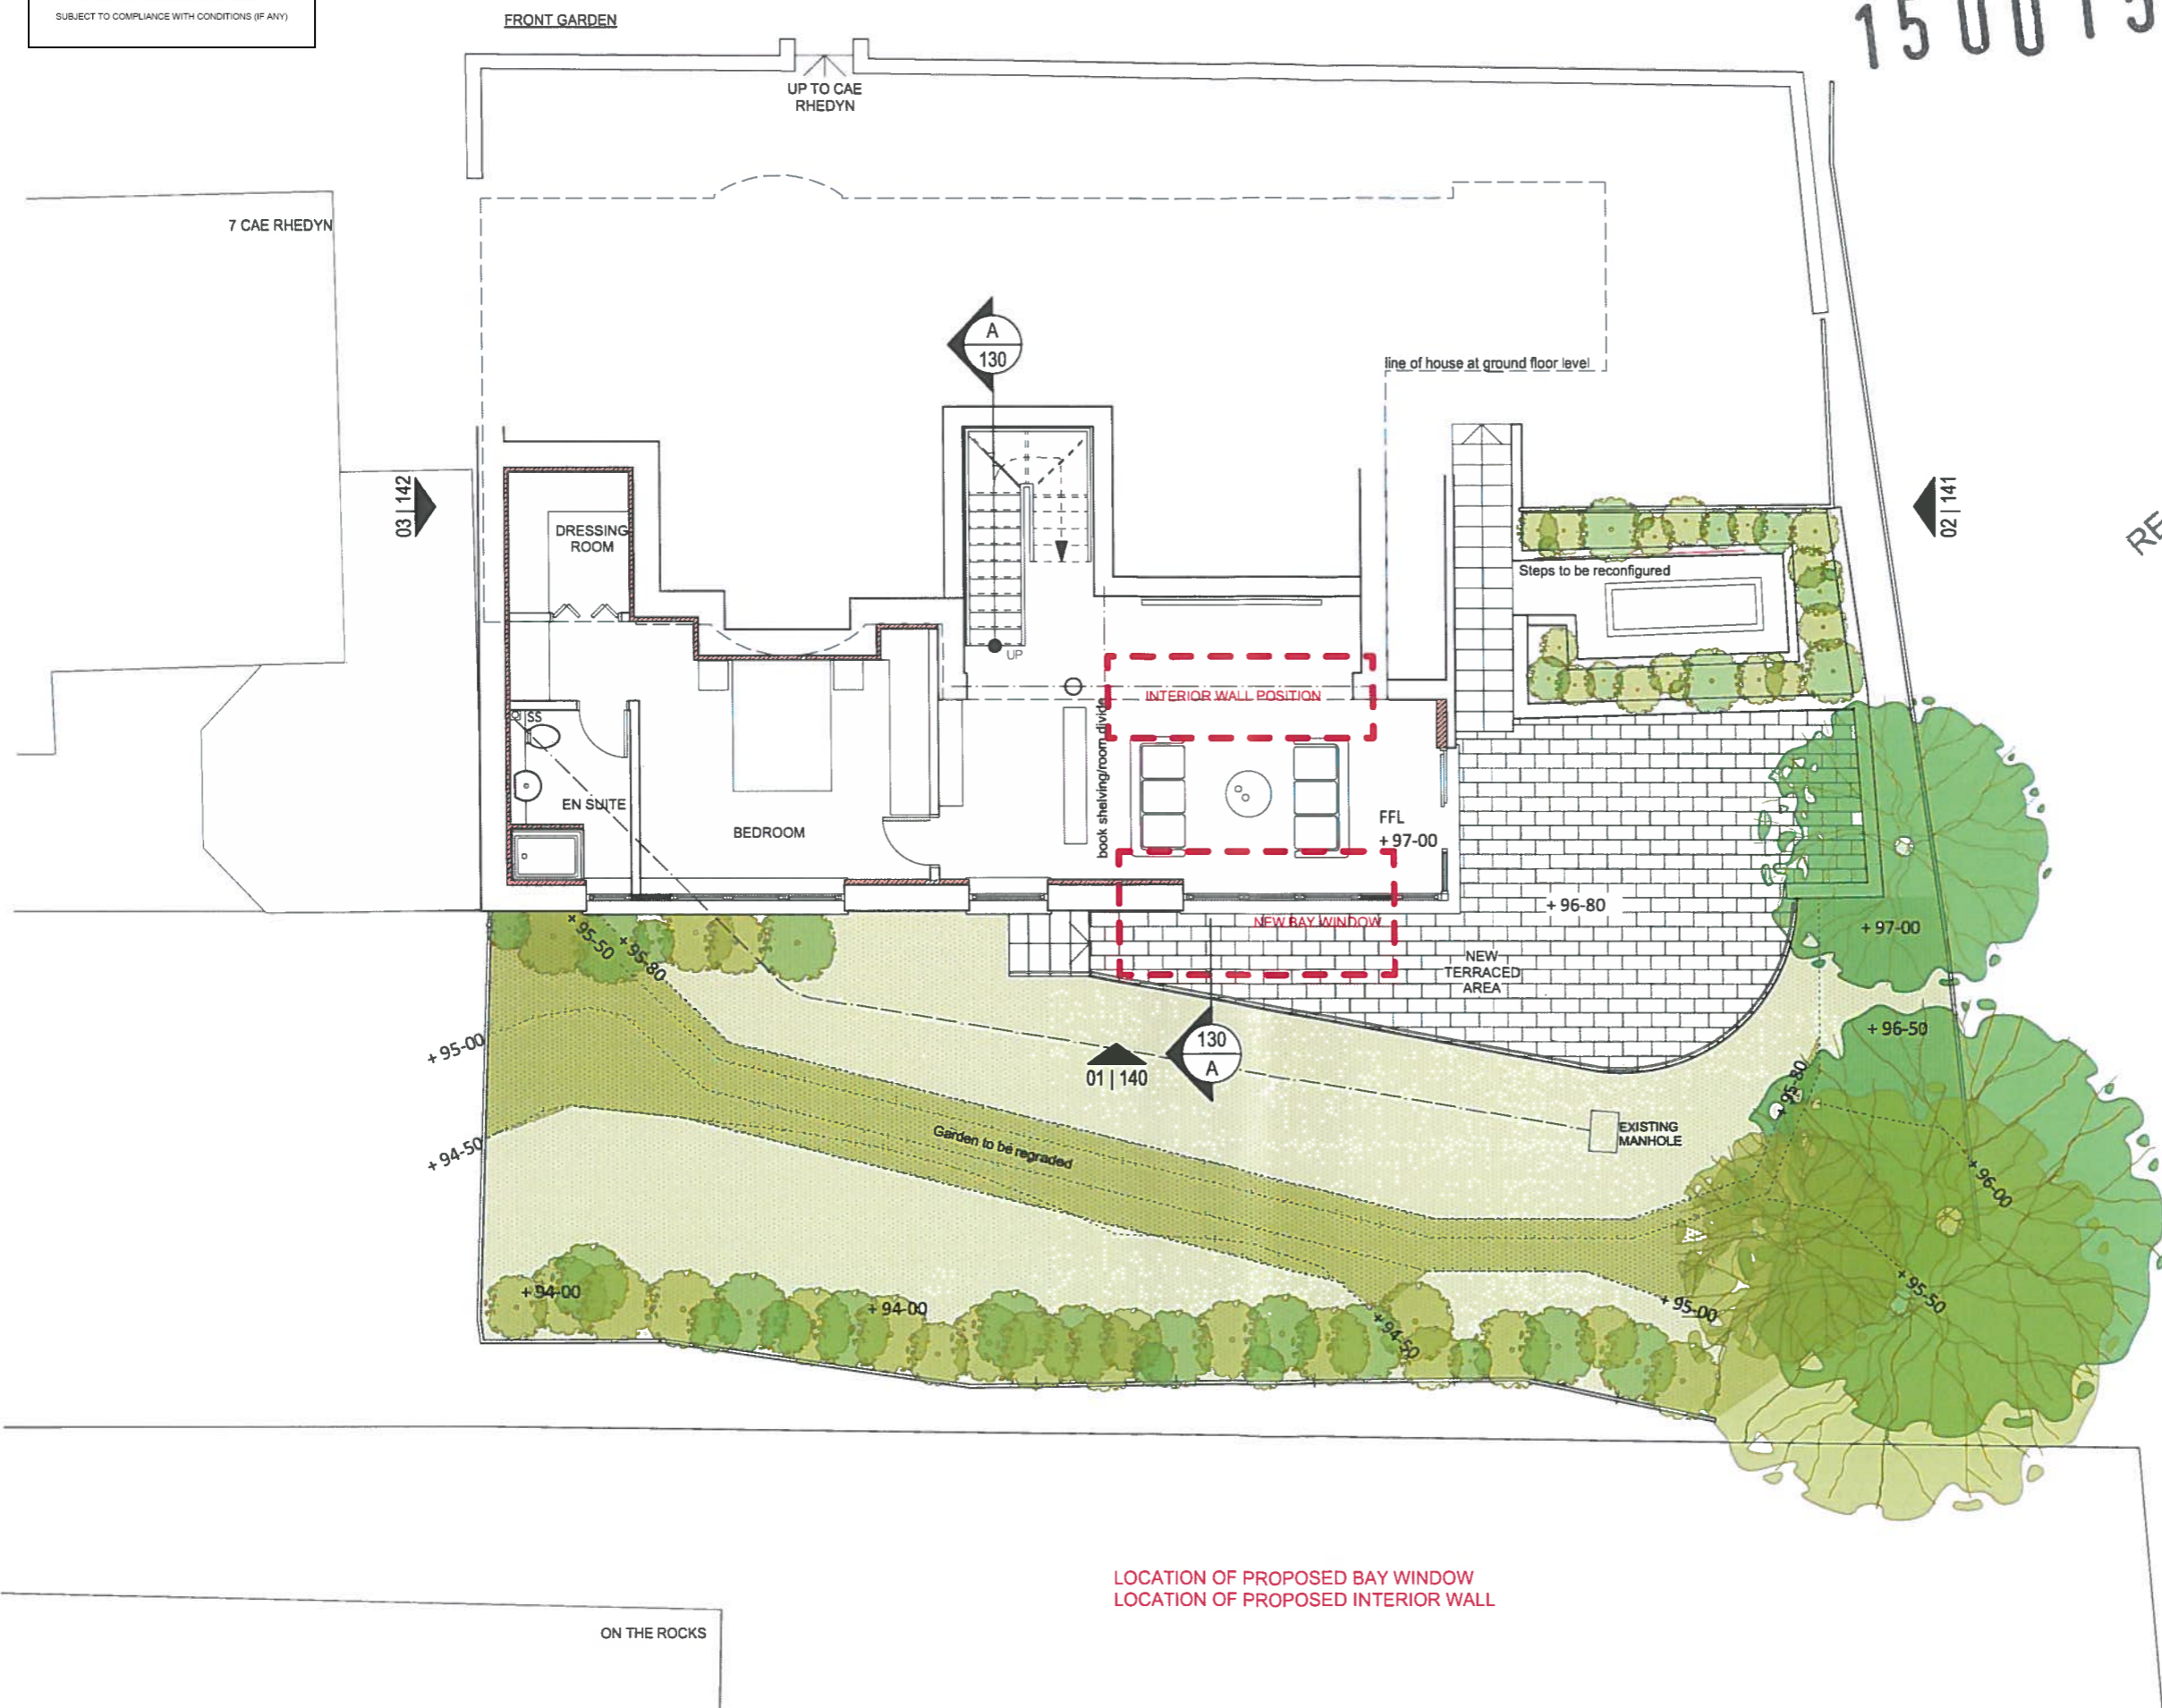 SUBJECT TO COMPLIANCE WITH CONDITIONS (IF ANY)
FRONT GARDEN
UP TO CAE
RHEDYN
7 CAE RHEDYN
A
130
line of house at ground floor level
03 | 142
02 | 141
DRESSING
ROOM
Steps to be reconfigured
UP
INTERIOR WALL POSITION
SS
book shelving/room divide
EN SUITE
BEDROOM
FFL
+ 97-00
+ 96-80
NEW BAY WINDOW
+ 97-00
+ 95-50
+ 95-80
NEW
TERRACED
AREA
+ 96-50
+ 95-00
130
A
01 | 140
+ 95-80
EXISTING
MANHOLE
Garden to be regraded
+ 94-50
+ 96-00
+ 94-00
+ 94-00
+ 95-50
+ 95-00
+ 94-50
LOCATION OF PROPOSED BAY WINDOW
LOCATION OF PROPOSED INTERIOR WALL
ON THE ROCKS